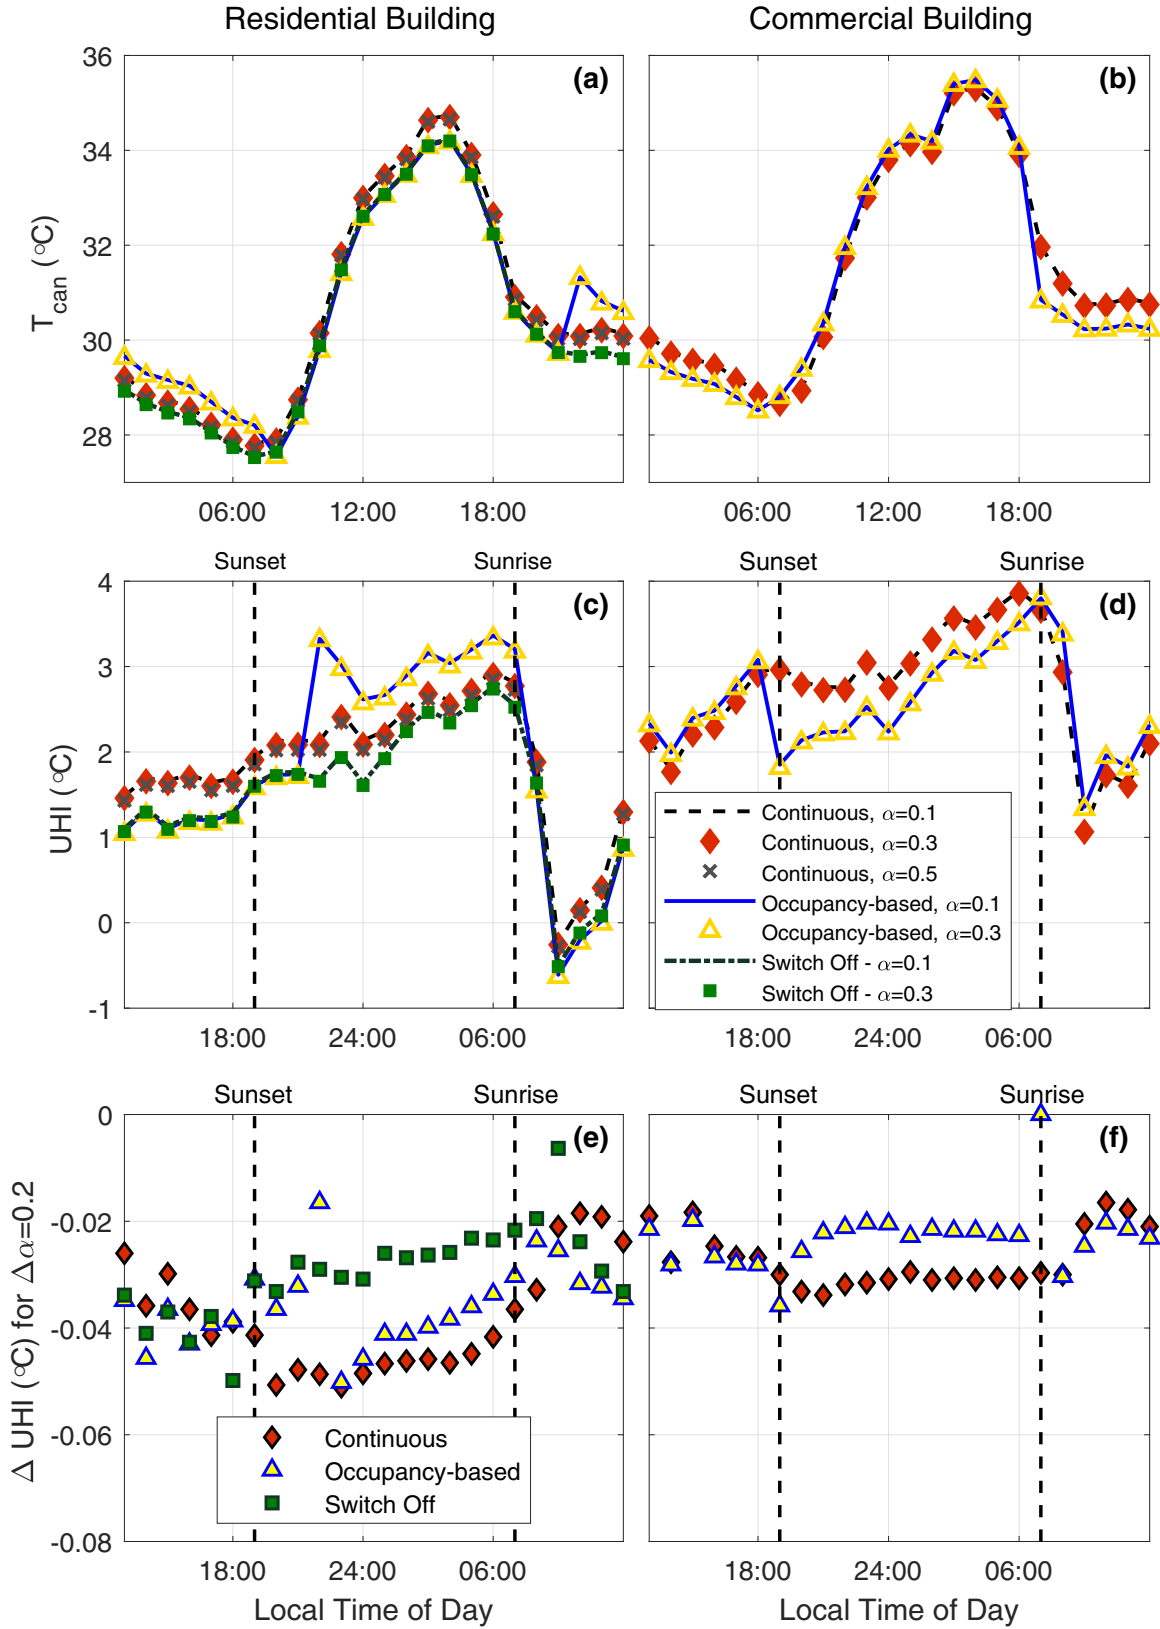 Residential Building
Commercial Building
36
34
32
30
28
T_can (°C)
(a)
(b)
06:00
12:00
18:00
06:00
12:00
18:00
Sunset
Sunrise
Sunset
Sunrise
4
3
2
1
0
-1
UHI (°C)
(c)
(d)
Continuous, α=0.1
Continuous, α=0.3
Continuous, α=0.5
Occupancy-based, α=0.1
Occupancy-based, α=0.3
Switch Off - α=0.1
Switch Off - α=0.3
18:00
24:00
06:00
18:00
24:00
06:00
Sunset
Sunrise
Sunset
Sunrise
0
-0.02
-0.04
-0.06
-0.08
Δ UHI (°C) for Δα=0.2
(e)
(f)
Continuous
Occupancy-based
Switch Off
18:00
24:00
06:00
18:00
24:00
06:00
Local Time of Day
Local Time of Day